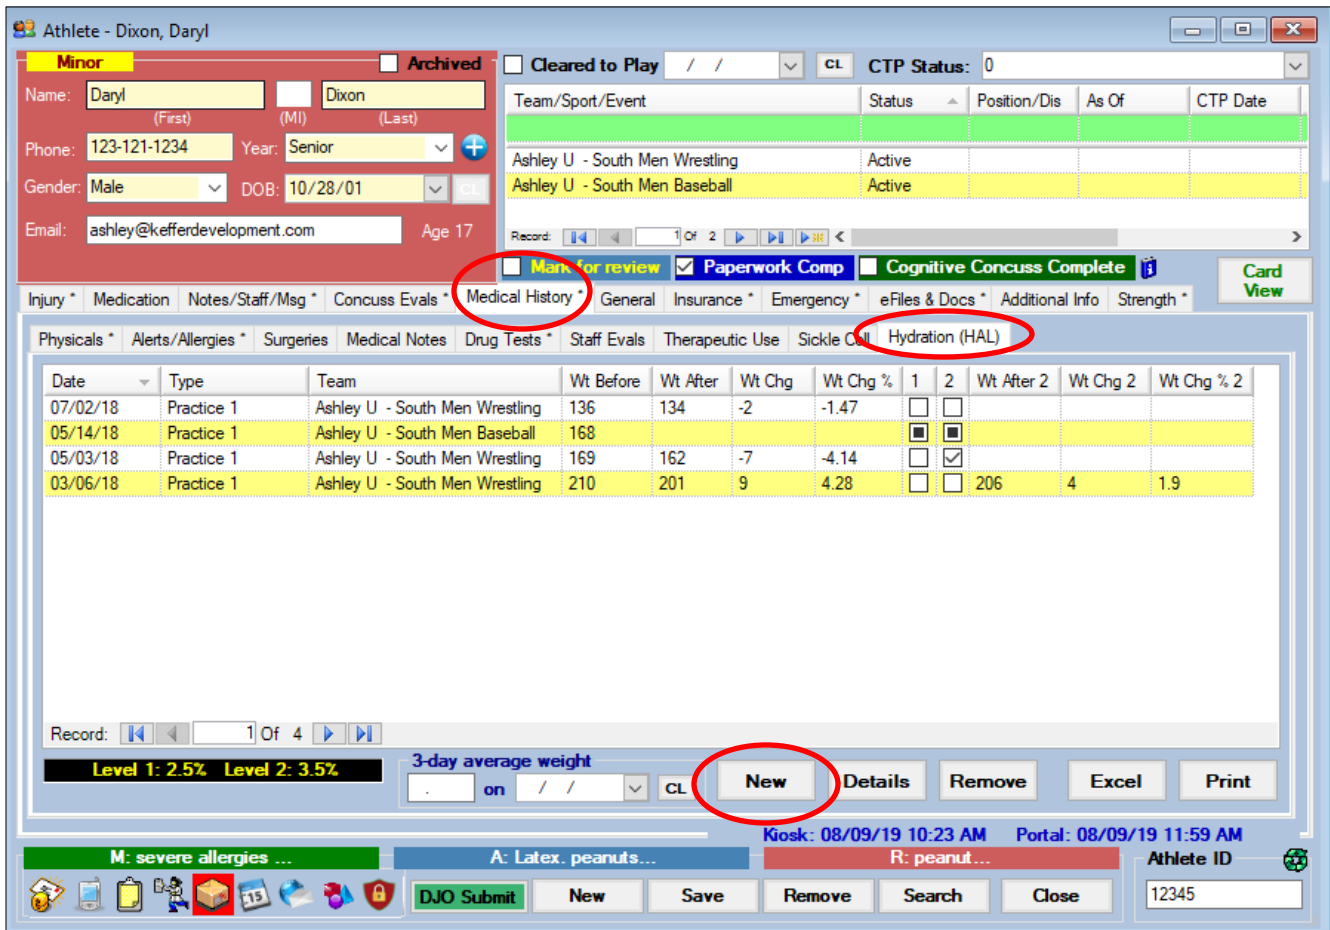 Athlete - Dixon, Daryl
Minor
Archived
Name: Daryl Dixon
(First) (MI) (Last)
Phone: 123-121-1234 Year: Senior
Gender: Male DOB: 10/28/01 CL
Email: ashley@kefferdevelopment.com Age 17
Cleared to Play / / CL CTP Status: 0
Team/Sport/Event Status Position/Dis As Of CTP Date
Ashley U - South Men Wrestling Active
Ashley U - South Men Baseball Active
Record: 1 Of 2
Mark for review Paperwork Comp Cognitive Concuss Complete
Card View
Injury * Medication Notes/Staff/Msg * Concuss Evals * Medical History * General Insurance * Emergency * eFiles & Docs * Additional Info Strength *
Physicals * Alerts/Allergies * Surgeries Medical Notes Drug Tests * Staff Evals Therapeutic Use Sickle Cell Hydration (HAL)
Date Type Team Wt Before Wt After Wt Chg Wt Chg % 1 2 Wt After 2 Wt Chg 2 Wt Chg % 2
07/02/18 Practice 1 Ashley U - South Men Wrestling 136 134 -2 -1.47
05/14/18 Practice 1 Ashley U - South Men Baseball 168
05/03/18 Practice 1 Ashley U - South Men Wrestling 169 162 -7 -4.14
03/06/18 Practice 1 Ashley U - South Men Wrestling 210 201 9 4.28 206 4 1.9
Record: 1 Of 4
Level 1: 2.5% Level 2: 3.5%
3-day average weight
. on / / CL
New Details Remove Excel Print
Kiosk: 08/09/19 10:23 AM Portal: 08/09/19 11:59 AM
M: severe allergies ... A: Latex. peanuts... R: peanut... Athlete ID
15
DJO Submit New Save Remove Search Close 12345